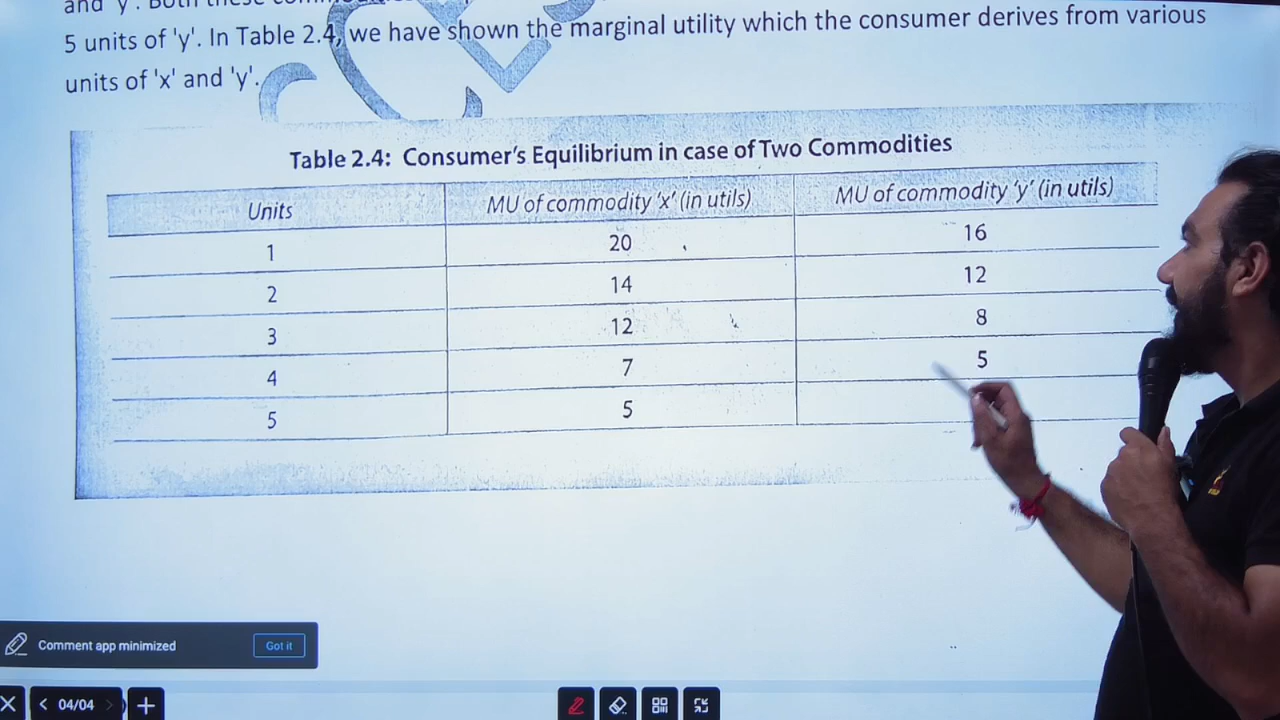 and 'y'. Both these
5 units of 'y'. In Table 2.4, we have shown the marginal utility which the consumer derives from various
units of 'x' and 'y'.
Table 2.4: Consumer's Equilibrium in case of Two Commodities
Units MU of commodity 'x' (in utils) MU of commodity 'y' (in utils)
1 20 16
2 14 12
3 12 8
4 7 5
5 5
Comment app minimized Got it
04/04